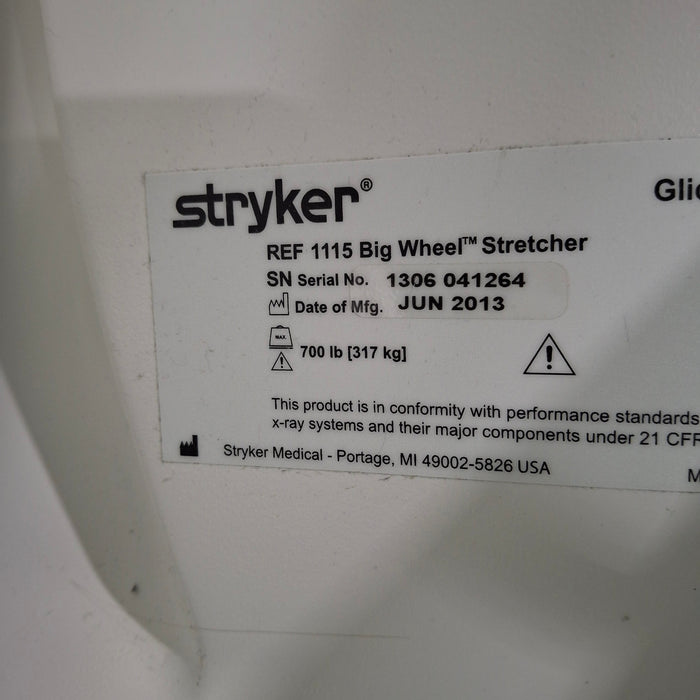 stryker®
Glid
REF 1115 Big Wheel™ Stretcher
SN Serial No. 1306 041264
Date of Mfg. JUN 2013
MAX
700 lb [317 kg]
This product is in conformity with performance standards
x-ray systems and their major components under 21 CFR
Stryker Medical - Portage, MI 49002-5826 USA
M